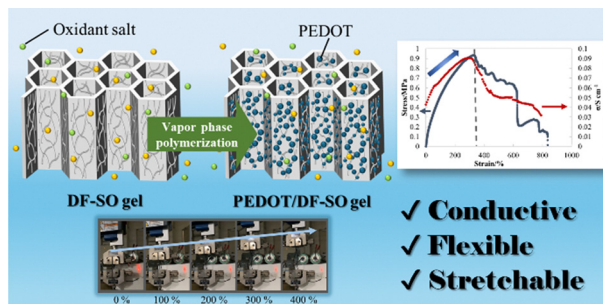 Oxidant salt
PEDOT
Vapor phase
polymerization
DF-SO gel
PEDOT/DF-SO gel
Stress/MPa
1
0.9
0.8
0.7
0.6
0.5
0.4
0.3
0.2
0.1
0
0.1
0.09
0.08
0.07
0.06
0.05
0.04
0.03
0.02
0.01
0
σ/S cm⁻¹
0 200 400 600 800 1000
Strain/%
0 % 100 % 200 % 300 % 400 %
✓ Conductive
✓ Flexible
✓ Stretchable